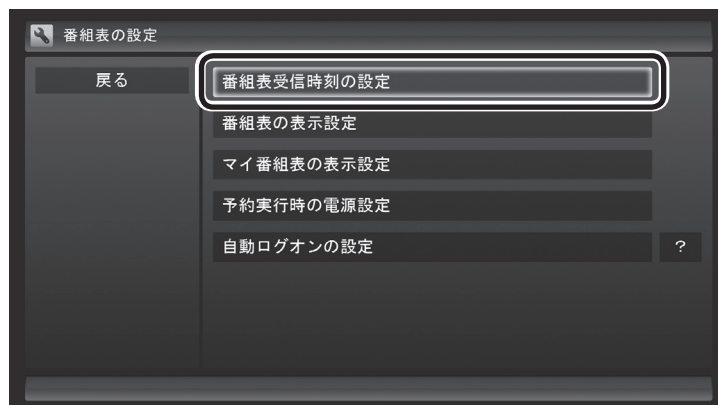 番組表の設定
戻る
番組表受信時刻の設定
番組表の表示設定
マイ番組表の表示設定
予約実行時の電源設定
自動ログオンの設定
?